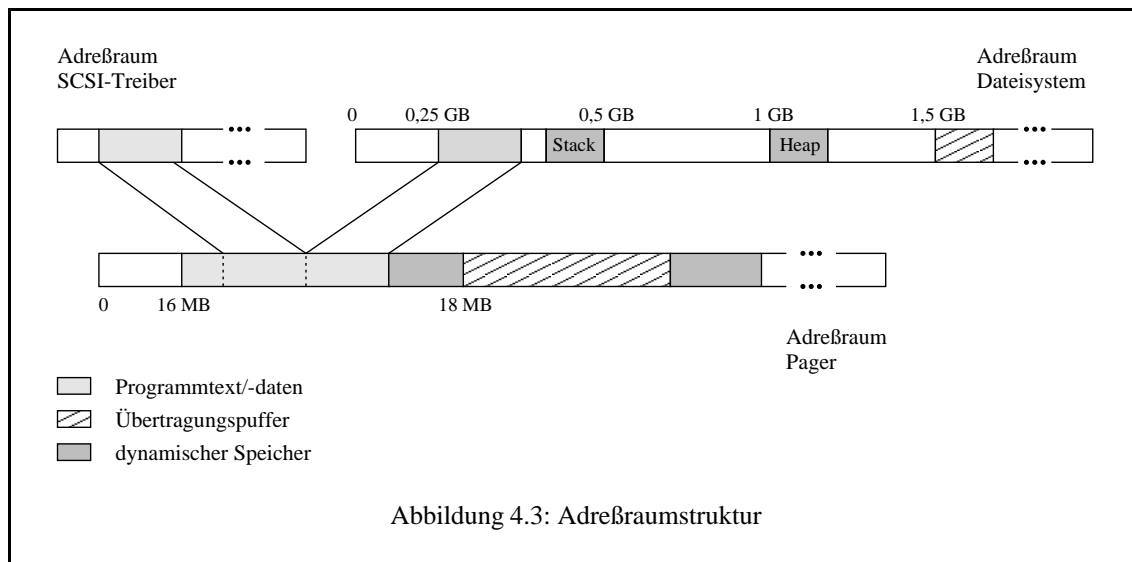 Adreßraum
SCSI-Treiber
Adreßraum
Dateisystem
0 0,25 GB 0,5 GB 1 GB 1,5 GB
Stack Heap
0 16 MB 18 MB
Adreßraum
Pager
Programmtext/-daten
Übertragungspuffer
dynamischer Speicher
Abbildung 4.3: Adreßraumstruktur